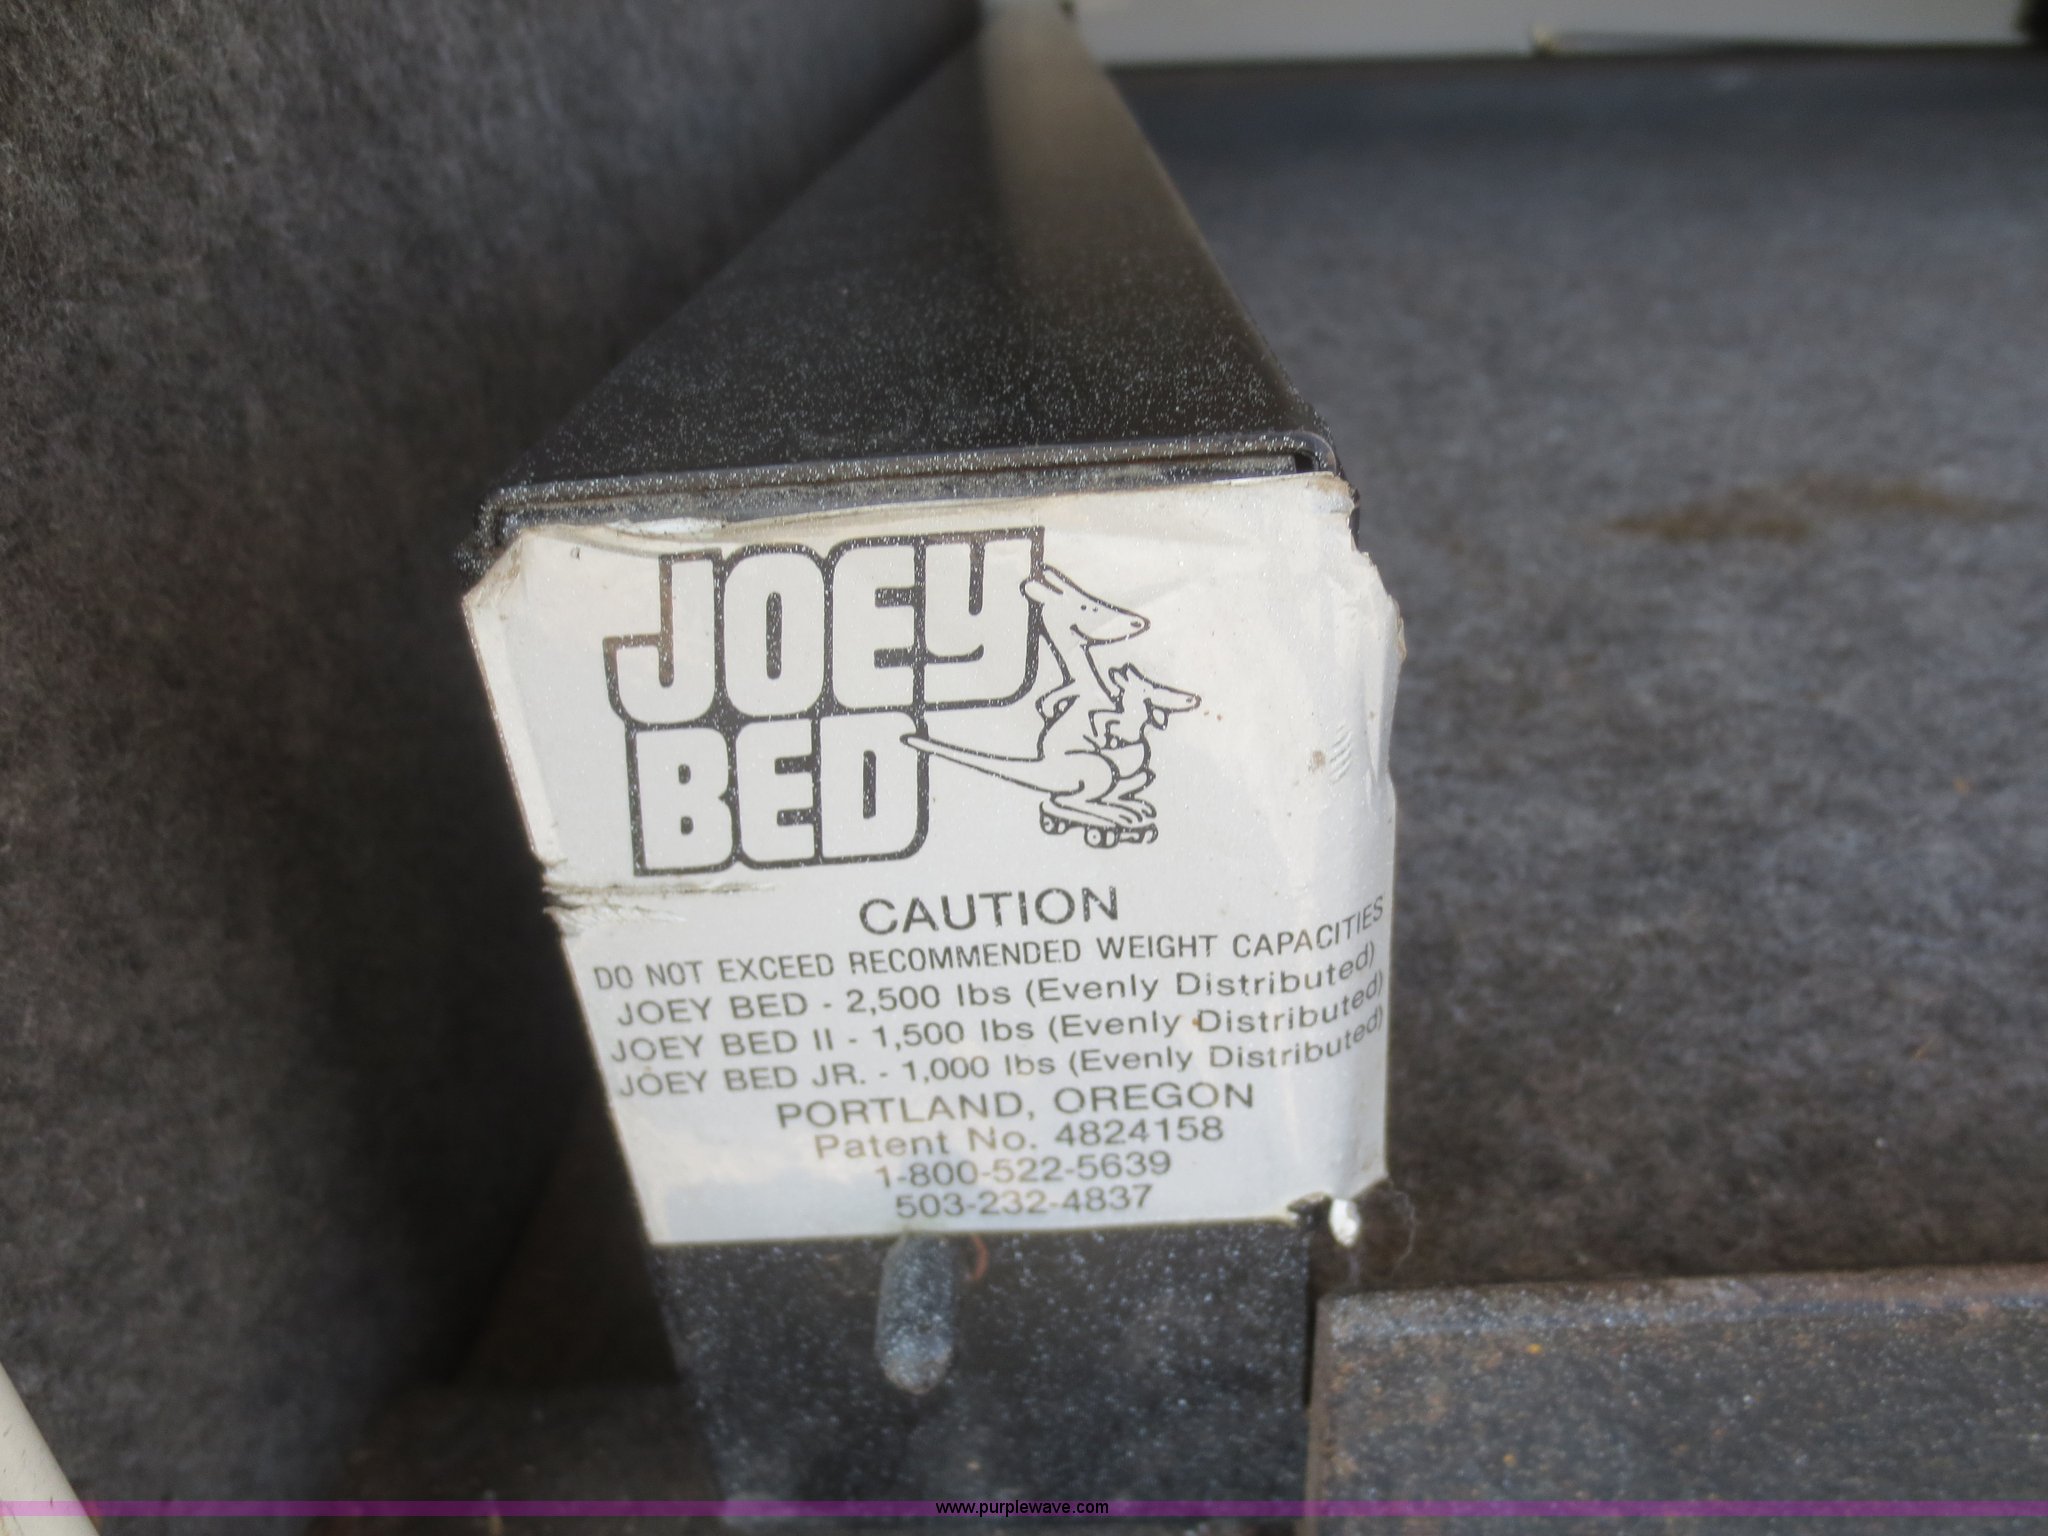 JOEY
BED
CAUTION
DO NOT EXCEED RECOMMENDED WEIGHT CAPACITIES
JOEY BED - 2,500 lbs (Evenly Distributed)
JOEY BED II - 1,500 lbs (Evenly Distributed)
JOEY BED JR. - 1,000 lbs (Evenly Distributed)
PORTLAND, OREGON
Patent No. 4824158
1-800-522-5639
503-232-4837
www.purplewave.com